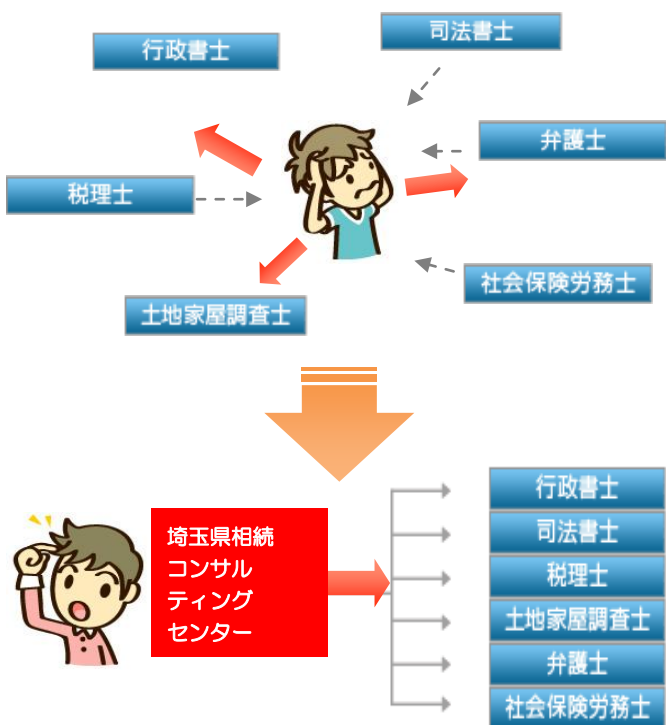 司法書士
行政書士
弁護士
税理士
社会保険労務士
土地家屋調査士
埼玉県相続
コンサル
ティング
センター
行政書士
司法書士
税理士
土地家屋調査士
弁護士
社会保険労務士